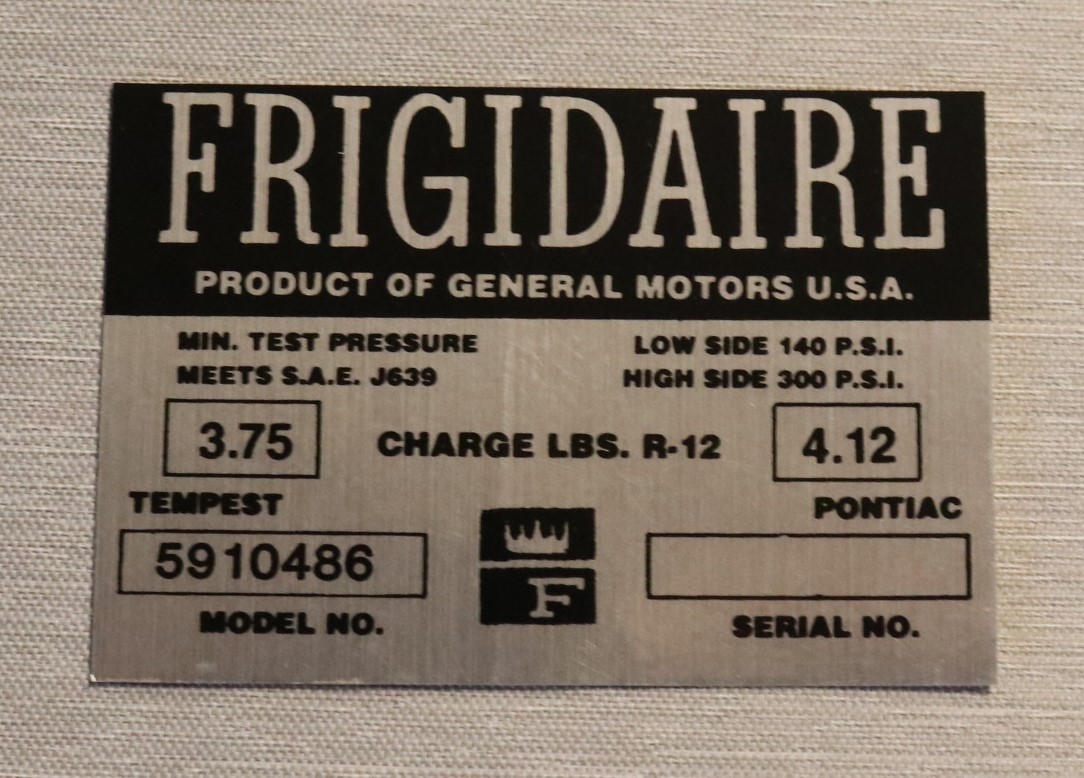 FRIGIDAIRE
PRODUCT OF GENERAL MOTORS U.S.A.
MIN. TEST PRESSURE LOW SIDE 140 P.S.I.
MEETS S.A.E. J639 HIGH SIDE 300 P.S.I.
3.75 CHARGE LBS. R-12 4.12
TEMPEST PONTIAC
5910486
F
MODEL NO. SERIAL NO.